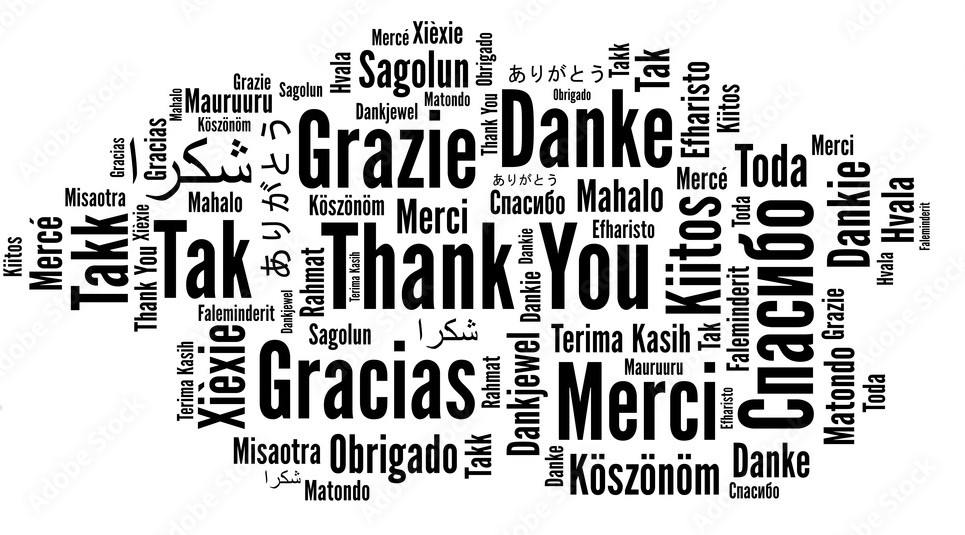 Mercé
Xièxie
Obrigado
Takk
Tak
Hvala
Sagolun
ありがとう
Efharisto
Kiitos
Grazie
Sagolun
Mahalo
Mauruuru
Matondo
Dankjewel
Thank You
Obrigado
Danke
Köszönöm
Grazie
Gracias
Gracias
شكرا
ありがとう
Merci
Toda
Mercé
ありがとう
Misaotra
Mahalo
Köszönöm
Merci
Спасибо
Mahalo
Efharisto
Toda
Dankie
Hvala
Faleminderit
Kiitos
Mercé
Takk
Thank You
Xièxie
Tak
Rahmat
Terima Kasih
Thank You
Dankie
Dankie
Kiitos
Спасибо
Hvala
Faleminderit
Dankjewel
Sagolun
شكرا
Terima Kasih
Tak
Faleminderit
Grazie
Terima Kasih
Xièxie
Gracias
Rahmat
Dankjewel
Mauruuru
Merci
Efharisto
Matondo
Toda
Misaotra
Obrigado
Takk
Danke
Köszönöm
Danke
شكرا
Matondo
Спасибо
Adobe Stock